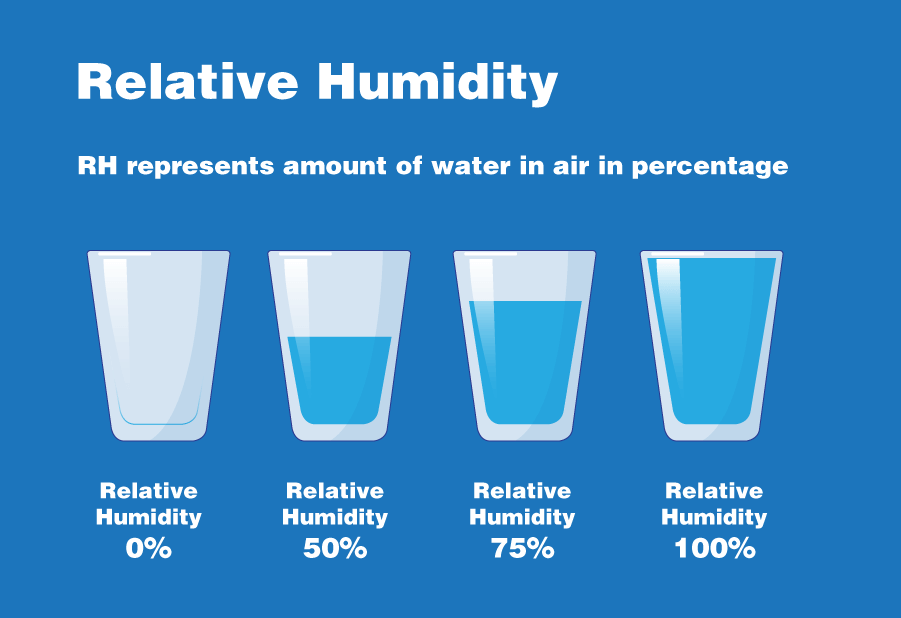 Relative Humidity
RH represents amount of water in air in percentage
Relative
Humidity
0%
Relative
Humidity
50%
Relative
Humidity
75%
Relative
Humidity
100%